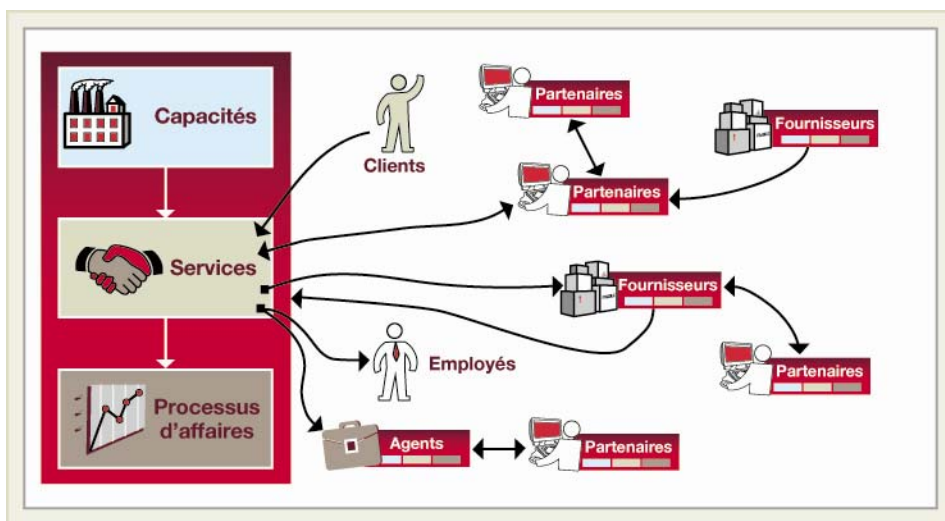 Capacités
Clients
Partenaires
Fournisseurs
Partenaires
Services
Fournisseurs
Employés
Partenaires
Processus
d'affaires
Agents
Partenaires